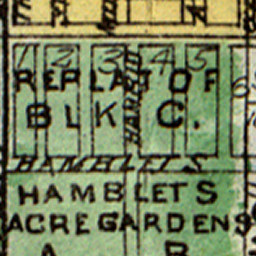 1 2 3 4 5
REPLAT OF
BLK C.
HAMBLETS
HAMBLETS
ACRE GARDENS
A B